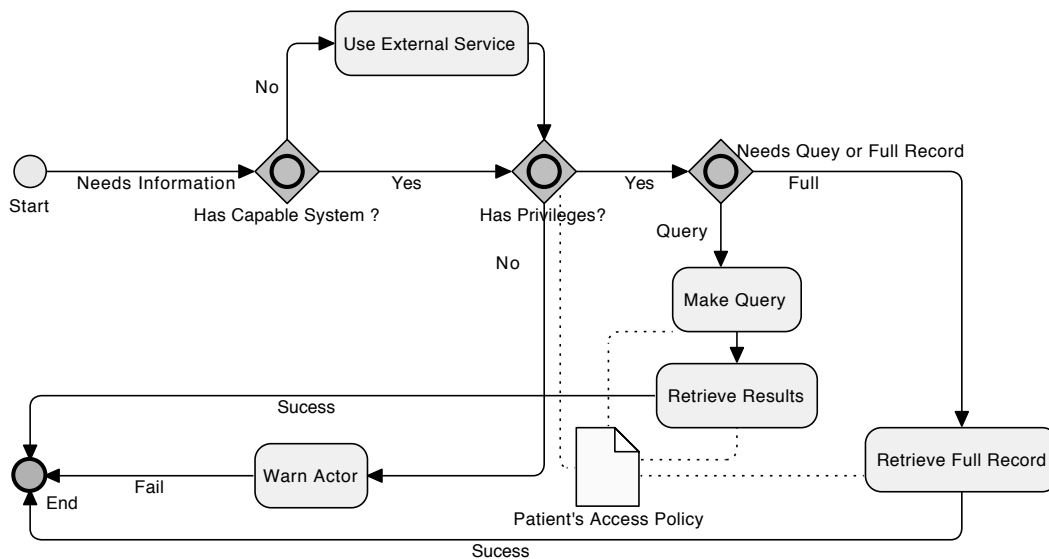 Use External Service
No
Needs Quey or Full Record
Needs Information
Yes
Yes
Full
Start
Has Capable System ?
Has Privileges?
Query
No
Make Query
Retrieve Results
Sucess
Retrieve Full Record
Warn Actor
Fail
End
Patient's Access Policy
Sucess